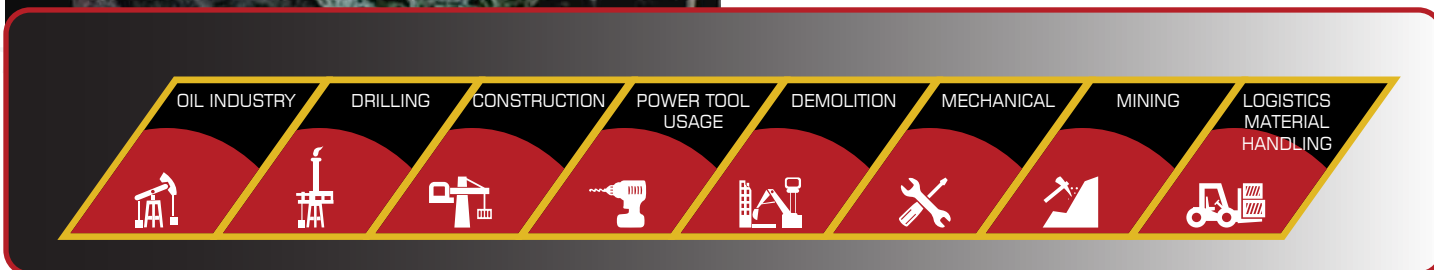 OIL INDUSTRY
DRILLING
CONSTRUCTION
POWER TOOL
USAGE
DEMOLITION
MECHANICAL
MINING
LOGISTICS
MATERIAL
HANDLING